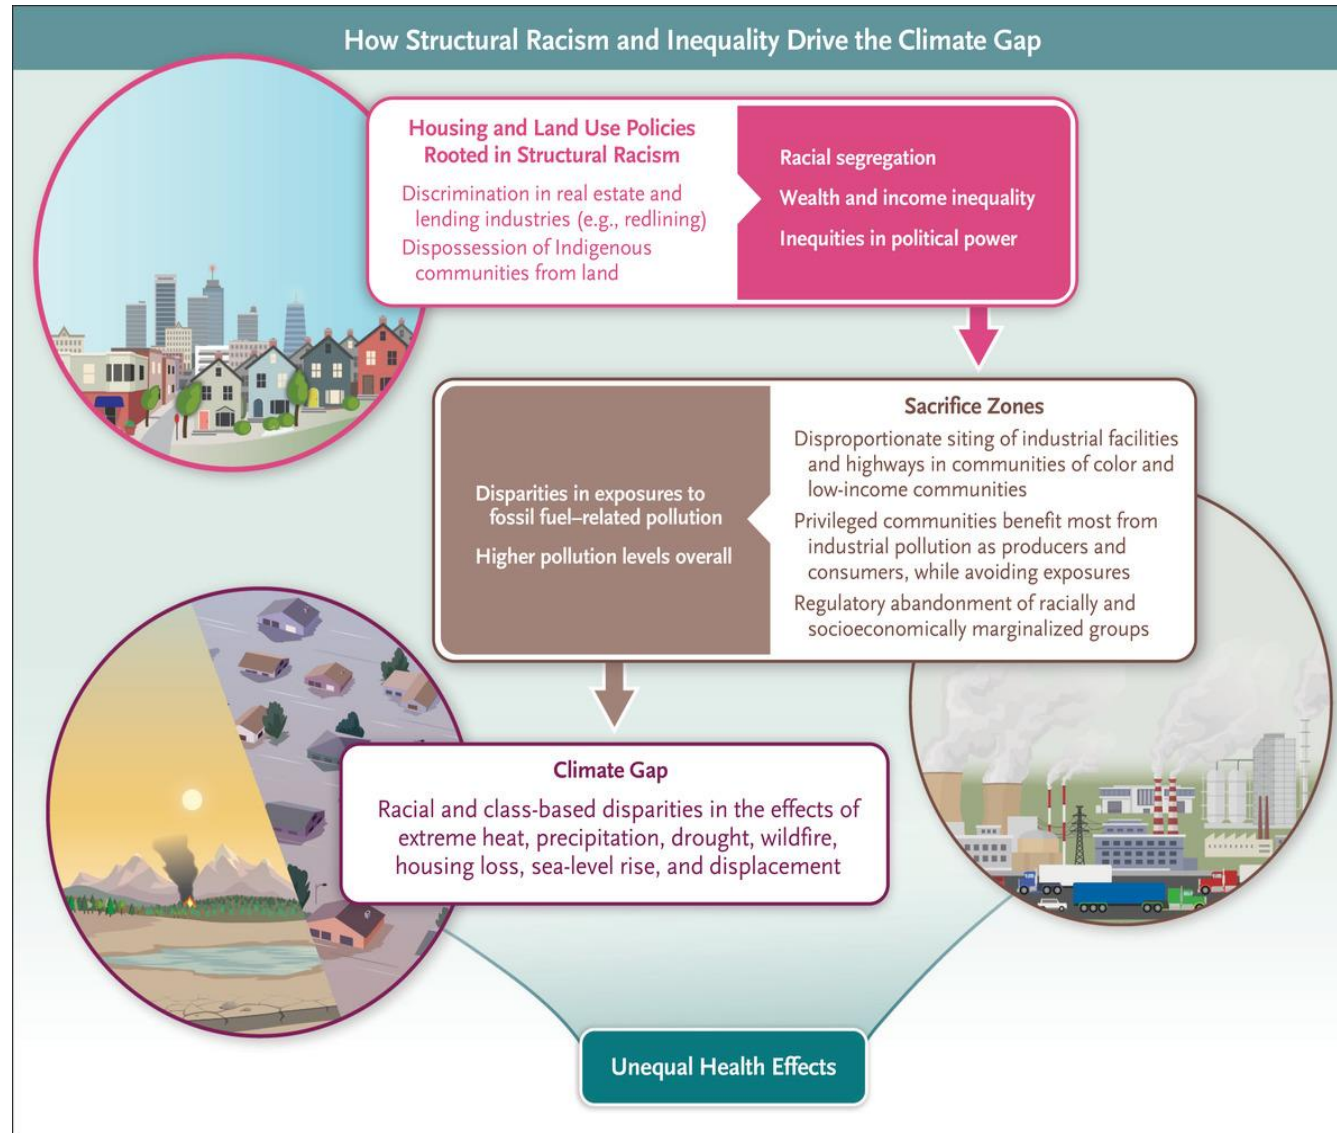 How Structural Racism and Inequality Drive the Climate Gap
Housing and Land Use Policies
Rooted in Structural Racism
Discrimination in real estate and
lending industries (e.g., redlining)
Dispossession of Indigenous
communities from land
Racial segregation
Wealth and income inequality
Inequities in political power
Disparities in exposures to
fossil fuel–related pollution
Higher pollution levels overall
Sacrifice Zones
Disproportionate siting of industrial facilities
and highways in communities of color and
low-income communities
Privileged communities benefit most from
industrial pollution as producers and
consumers, while avoiding exposures
Regulatory abandonment of racially and
socioeconomically marginalized groups
Climate Gap
Racial and class-based disparities in the effects of
extreme heat, precipitation, drought, wildfire,
housing loss, sea-level rise, and displacement
Unequal Health Effects